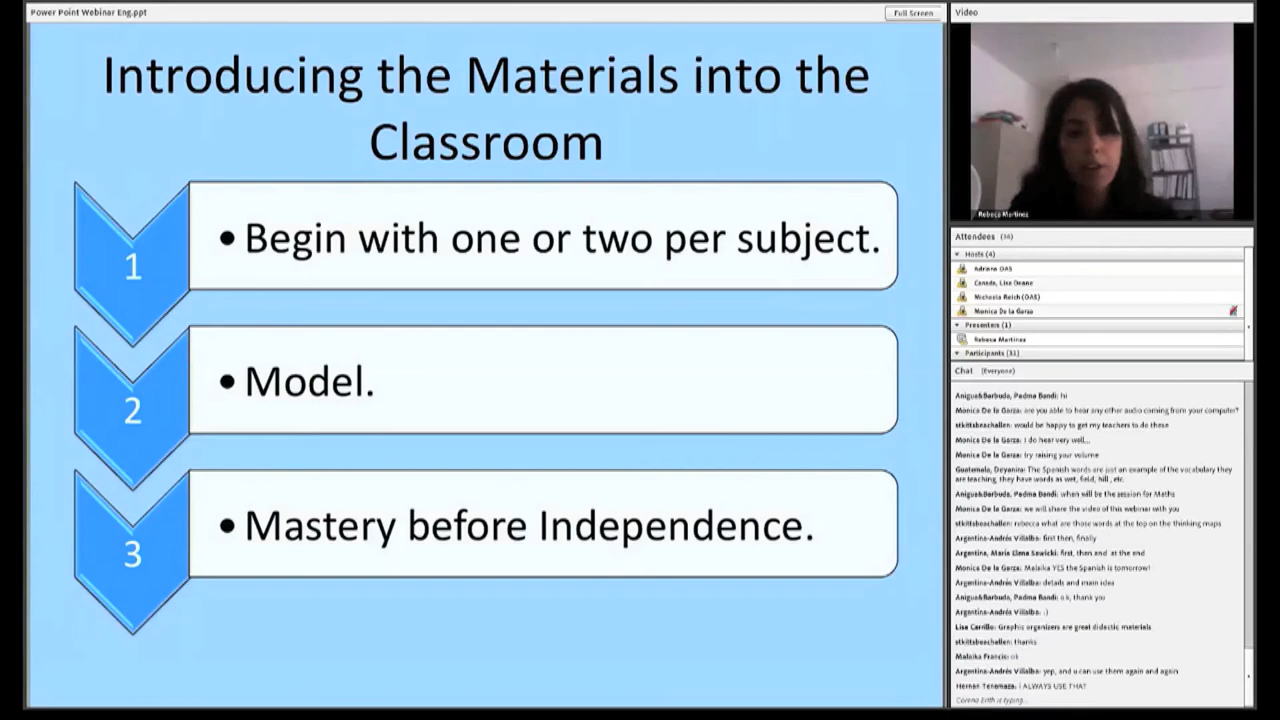 Power Point Webinar Eng.ppt
Full Screen
Introducing the Materials into the
Classroom
1
• Begin with one or two per subject.
2
• Model.
3
• Mastery before Independence.
Video
Rebeca Martinez
Attendees (36)
Hosts (4)
Adriana OAS
Canada, Lise Deane
Michaela Reich (OAS)
Monica De la Garza
Presenters (1)
Rebeca Martinez
Participants (31)
Chat (Everyone)
Anigua&Barbuda, Padma Bandi: hi
Monica De la Garza: are you able to hear any other audio coming from your computer?
stkittsbeachallen: would be happy to get my teachers to do these
Monica De la Garza: I do hear very well...
Monica De la Garza: try raising your volume
Guatemala, Deyanira: The Spanish words are just an example of the vocabulary they
are teaching, they have words as wet, field, hill , etc.
Anigua&Barbuda, Padma Bandi: when will be the session for Maths
Monica De la Garza: we will share the video of this webinar with you
stkittsbeachallen: rebecca what are those words at the top on the thinking maps
Argentina-Andrés Villalba: first then, finally
Argentina, Maria Elena Sawicki: first, then and at the end
Monica De la Garza: Malaika YES the Spanish is tomorrow!
Argentina-Andrés Villalba: details and main idea
Anigua&Barbuda, Padma Bandi: ok, thank you
Argentina-Andrés Villalba: :)
Lisa Carrillo: Graphic organizers are great didactic materials
stkittsbeachallen: thanks
Malaika Francis: ok
Argentina-Andrés Villalba: yep, and u can use them again and again
Hernan Tenemaza: i ALWAYS USE THAT
Corena Erith is typing...